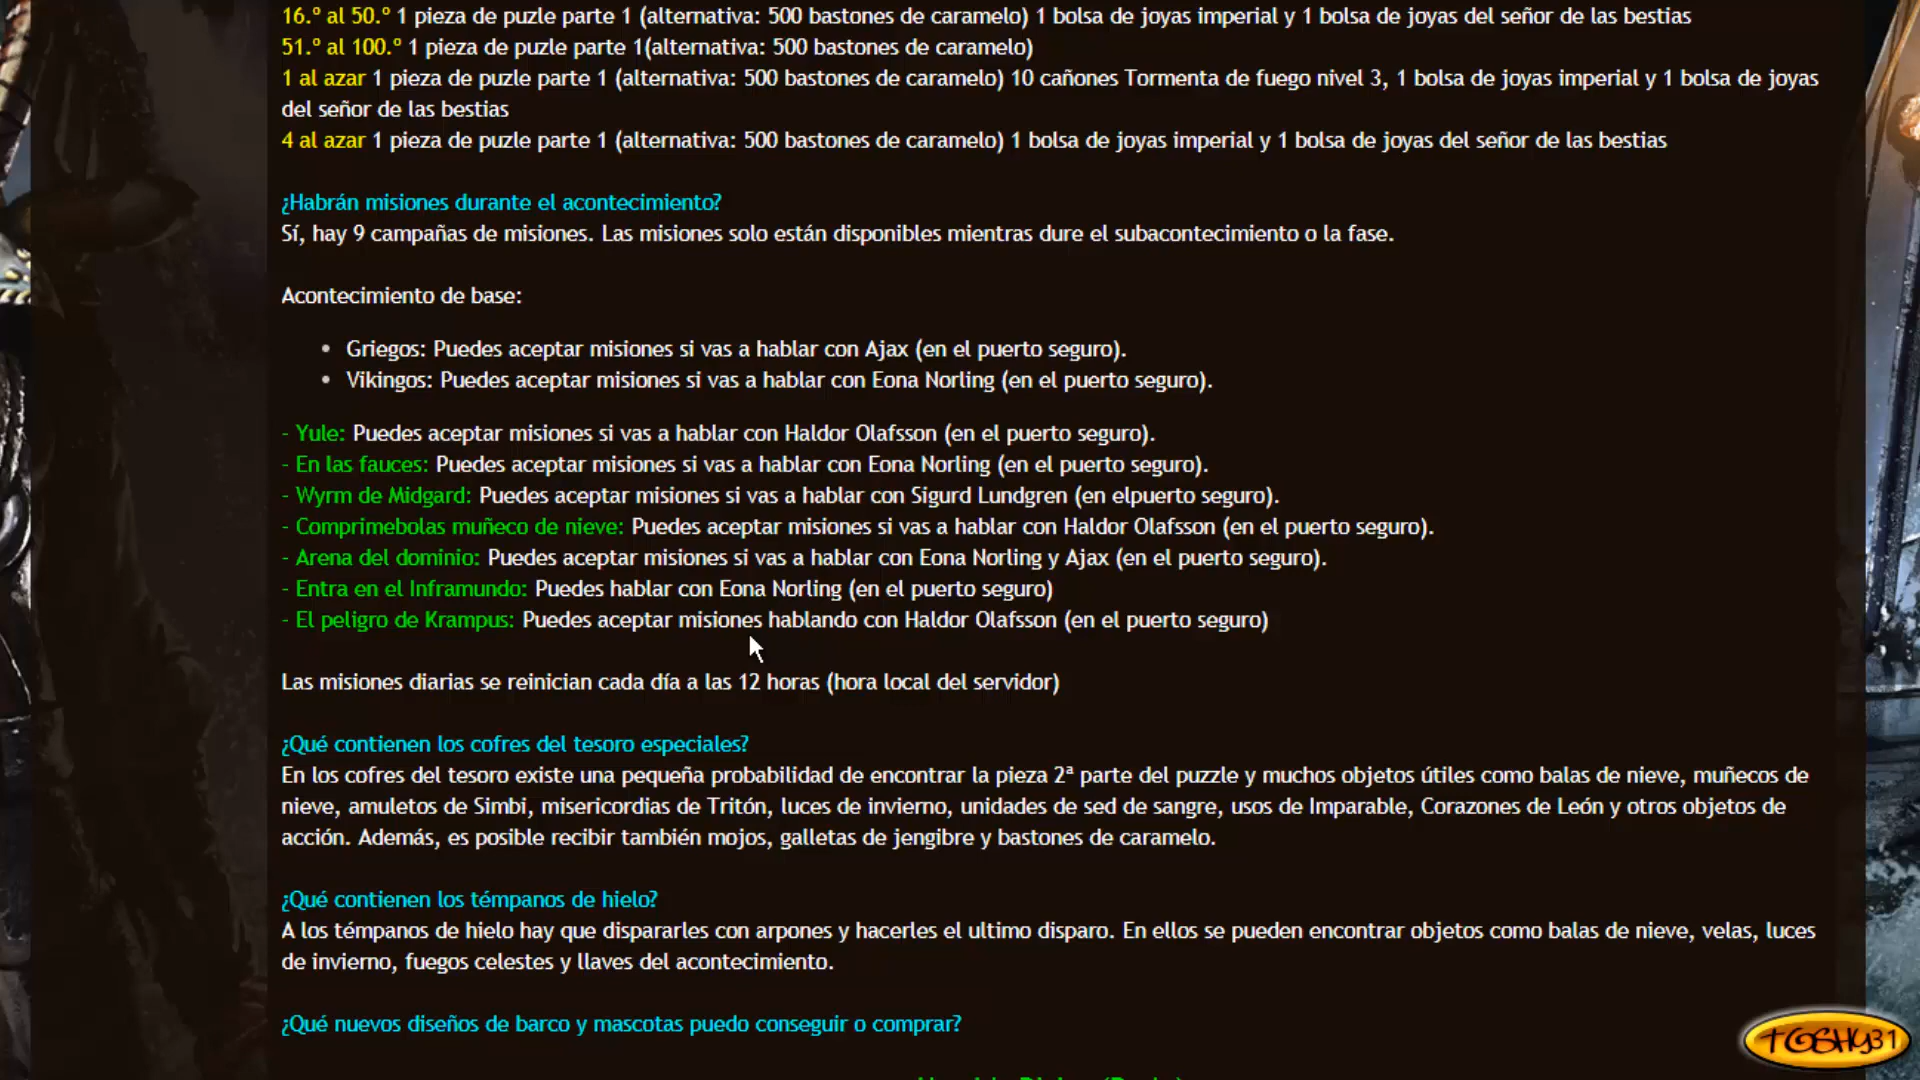 16.º al 50.º 1 pieza de puzle parte 1 (alternativa: 500 bastones de caramelo) 1 bolsa de joyas imperial y 1 bolsa de joyas del señor de las bestias
51.º al 100.º 1 pieza de puzle parte 1(alternativa: 500 bastones de caramelo)
1 al azar 1 pieza de puzle parte 1 (alternativa: 500 bastones de caramelo) 10 cañones Tormenta de fuego nivel 3, 1 bolsa de joyas imperial y 1 bolsa de joyas
del señor de las bestias
4 al azar 1 pieza de puzle parte 1 (alternativa: 500 bastones de caramelo) 1 bolsa de joyas imperial y 1 bolsa de joyas del señor de las bestias
¿Habrán misiones durante el acontecimiento?
Sí, hay 9 campañas de misiones. Las misiones solo están disponibles mientras dure el subacontecimiento o la fase.
Acontecimiento de base:
• Griegos: Puedes aceptar misiones si vas a hablar con Ajax (en el puerto seguro).
• Vikingos: Puedes aceptar misiones si vas a hablar con Eona Norling (en el puerto seguro).
- Yule: Puedes aceptar misiones si vas a hablar con Haldor Olafsson (en el puerto seguro).
- En las fauces: Puedes aceptar misiones si vas a hablar con Eona Norling (en el puerto seguro).
- Wyrm de Midgard: Puedes aceptar misiones si vas a hablar con Sigurd Lundgren (en elpuerto seguro).
- Comprimebolas muñeco de nieve: Puedes aceptar misiones si vas a hablar con Haldor Olafsson (en el puerto seguro).
- Arena del dominio: Puedes aceptar misiones si vas a hablar con Eona Norling y Ajax (en el puerto seguro).
- Entra en el Inframundo: Puedes hablar con Eona Norling (en el puerto seguro)
- El peligro de Krampus: Puedes aceptar misiones hablando con Haldor Olafsson (en el puerto seguro)
Las misiones diarias se reinician cada día a las 12 horas (hora local del servidor)
¿Qué contienen los cofres del tesoro especiales?
En los cofres del tesoro existe una pequeña probabilidad de encontrar la pieza 2ª parte del puzzle y muchos objetos útiles como balas de nieve, muñecos de
nieve, amuletos de Simbi, misericordias de Tritón, luces de invierno, unidades de sed de sangre, usos de Imparable, Corazones de León y otros objetos de
acción. Además, es posible recibir también mojos, galletas de jengibre y bastones de caramelo.
¿Qué contienen los témpanos de hielo?
A los témpanos de hielo hay que dispararles con arpones y hacerles el ultimo disparo. En ellos se pueden encontrar objetos como balas de nieve, velas, luces
de invierno, fuegos celestes y llaves del acontecimiento.
¿Qué nuevos diseños de barco y mascotas puedo conseguir o comprar?
TOSHY31